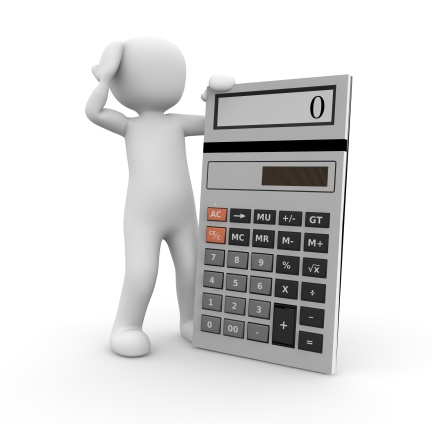 0
AC → MU +/- GT
CE/C MC MR M- M+
7 8 9 % √x
4 5 6 X ÷
1 2 3 + −
0 00 · =